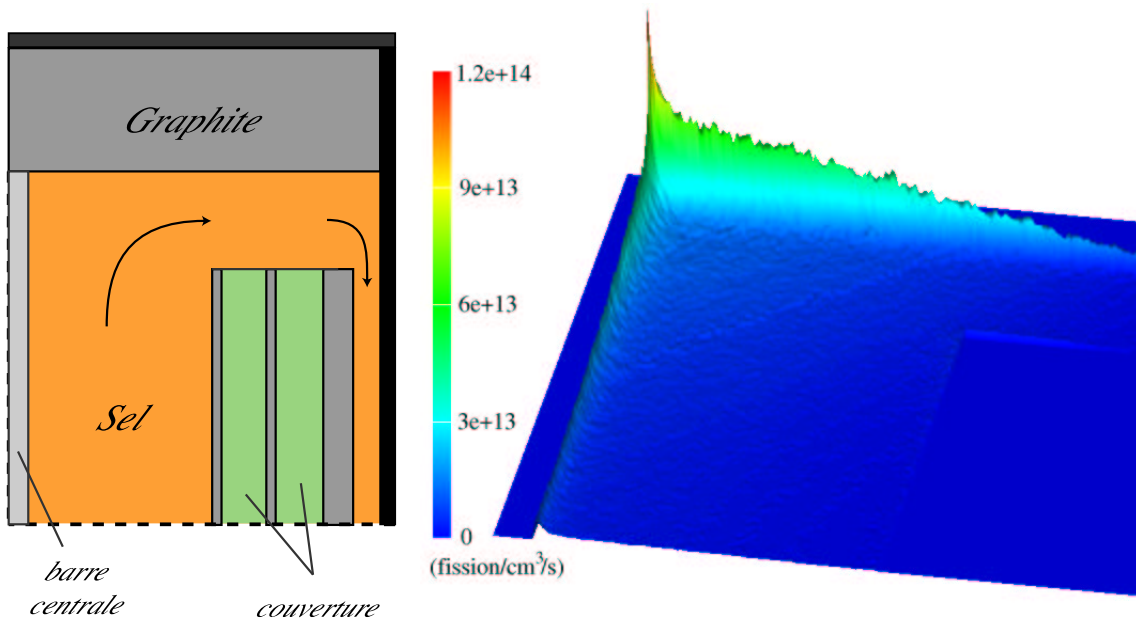 Graphite
Sel
barre
centrale
couverture
1.2e+14
9e+13
6e+13
3e+13
0
(fission/cm³/s)